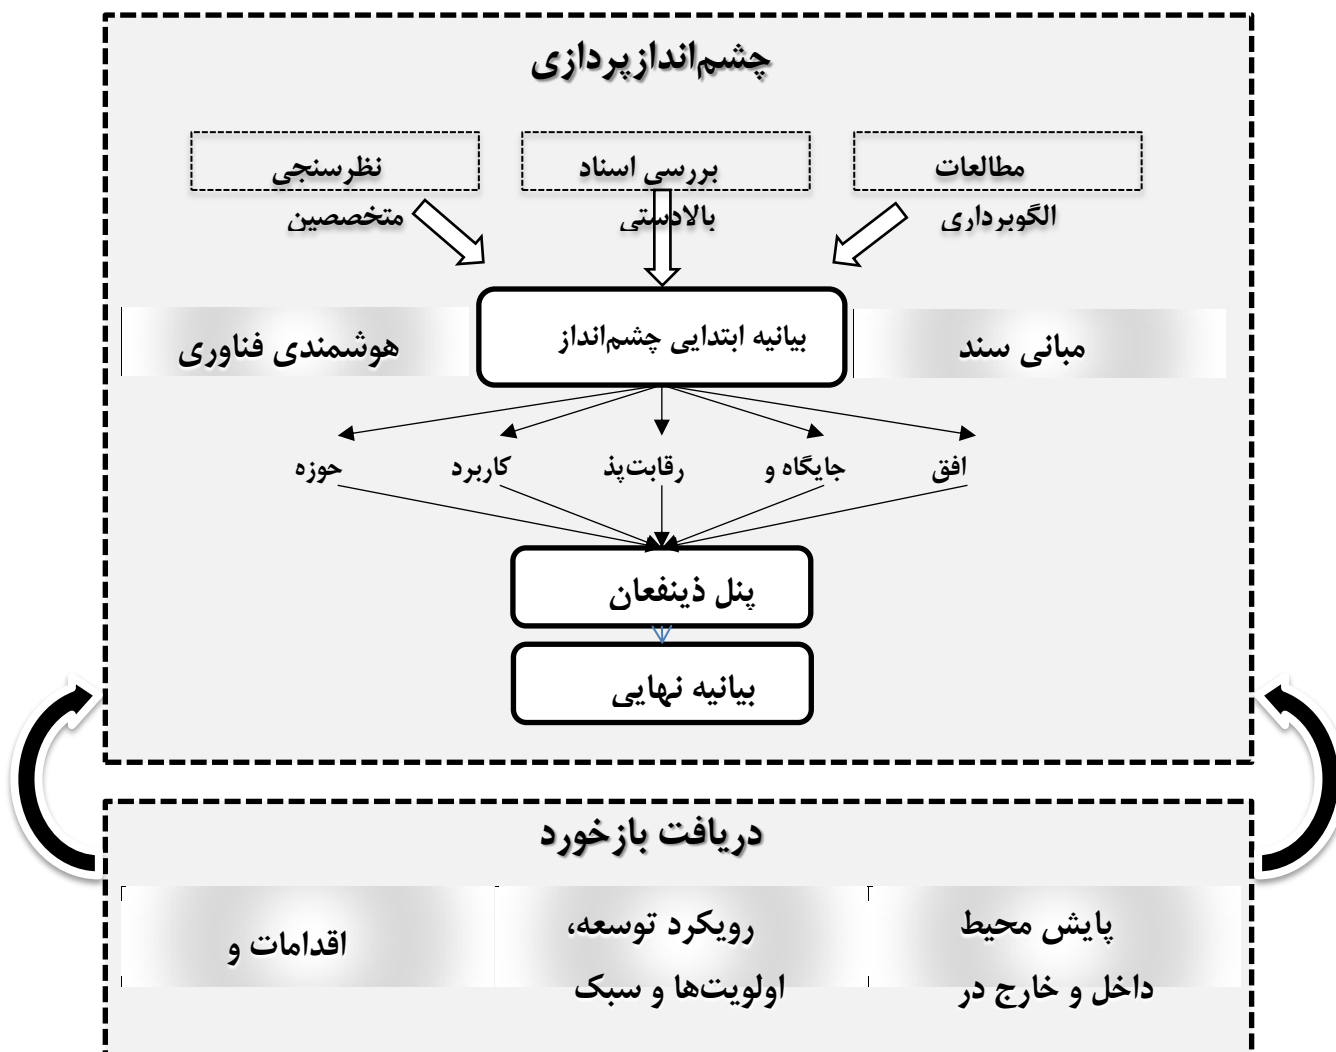 چشم‌اندازپردازی
مطالعات
الگوبرداری
بررسی اسناد
بالادستی
نظرسنجی
متخصصین
مبانی سند
بیانیه ابتدایی چشم‌انداز
هوشمندی فناوری
افق
جایگاه و
رقابت‌پذ
کاربرد
حوزه
پنل ذینفعان
بیانیه نهایی
دریافت بازخورد
پایش محیط
داخل و خارج در
رویکرد توسعه،
اولویت‌ها و سبک
اقدامات و